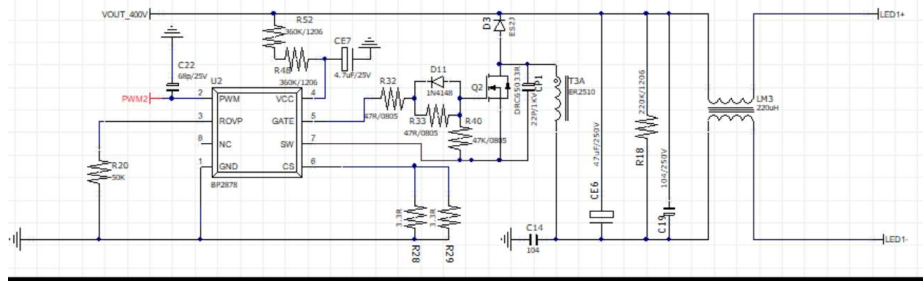 VOUT_400V
LED1+
R52
360K/1206
CE7
4.7uF/25V
R48
360K/1206
D3
ES2J
C22
68p/25V
U2
PWM2
2
PWM
VCC
4
3
ROVP
GATE
5
8
NC
SW
7
1
GND
CS
6
BP2878
R32
47R/0805
D11
1N4148
R33
47R/0805
R40
47K/0805
Q2
DRC65D33R
CP1
22P/1KV
T3A
ER2510
47uF/250V
CE6
220K/1206
R18
104/250V
C19
LM3
220uH
R20
50K
3.3R
R28
3.3R
R29
C14
104
LED1-